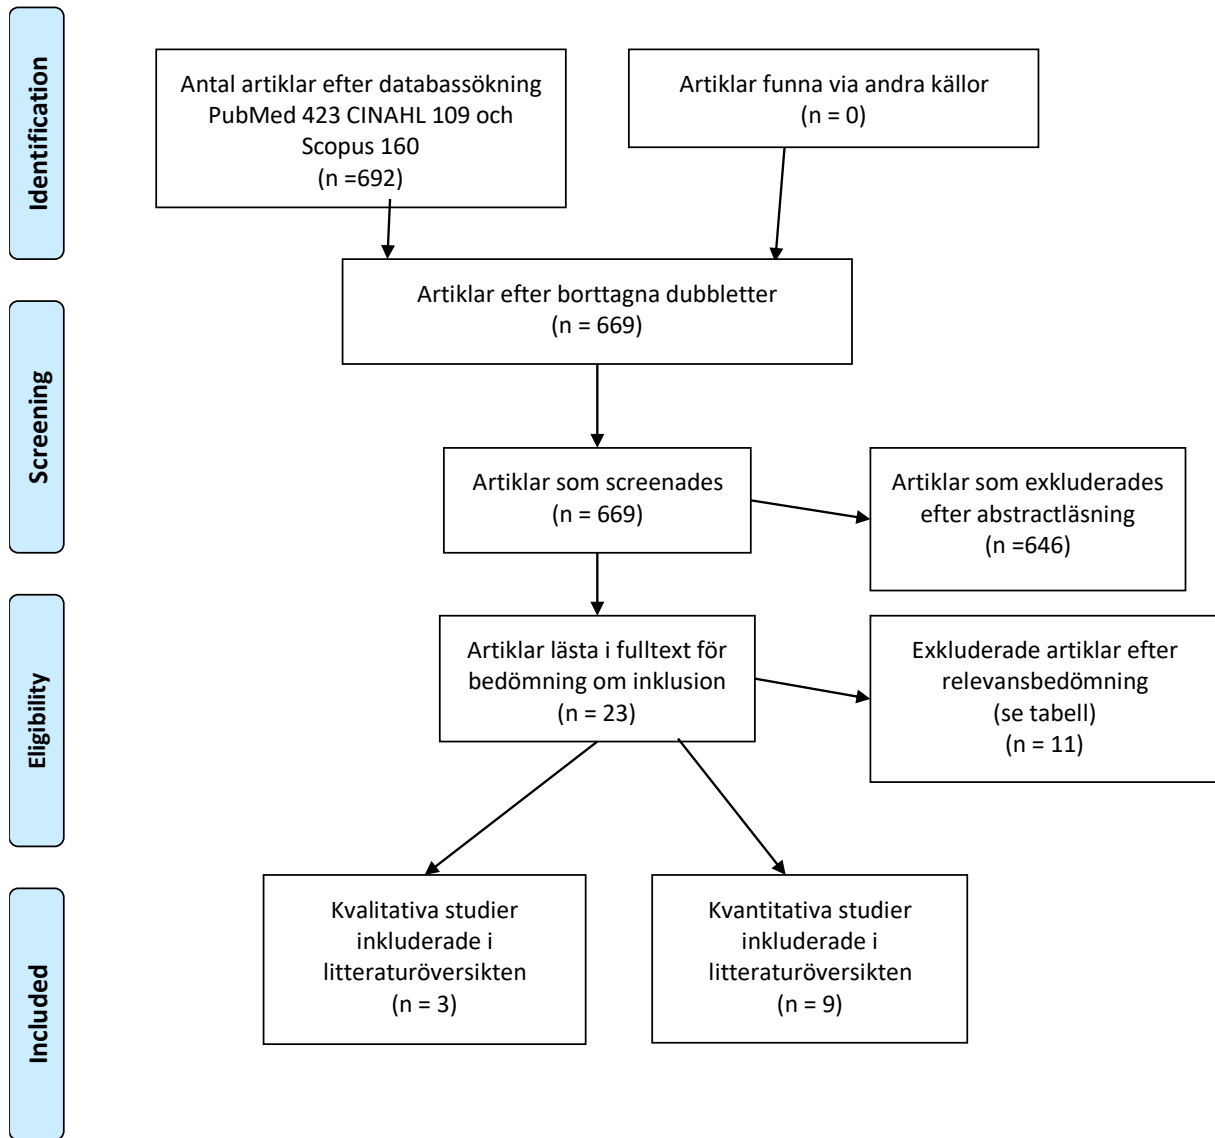 Identification
Antal artiklar efter databassökning
PubMed 423 CINAHL 109 och
Scopus 160
(n =692)
Artiklar funna via andra källor
(n = 0)
Artiklar efter borttagna dubbletter
(n = 669)
Screening
Artiklar som screenades
(n = 669)
Artiklar som exkluderades
efter abstractläsning
(n =646)
Eligibility
Artiklar lästa i fulltext för
bedömning om inklusion
(n = 23)
Exkluderade artiklar efter
relevansbedömning
(se tabell)
(n = 11)
Included
Kvalitativa studier
inkluderade i
litteraturöversikten
(n = 3)
Kvantitativa studier
inkluderade i
litteraturöversikten
(n = 9)